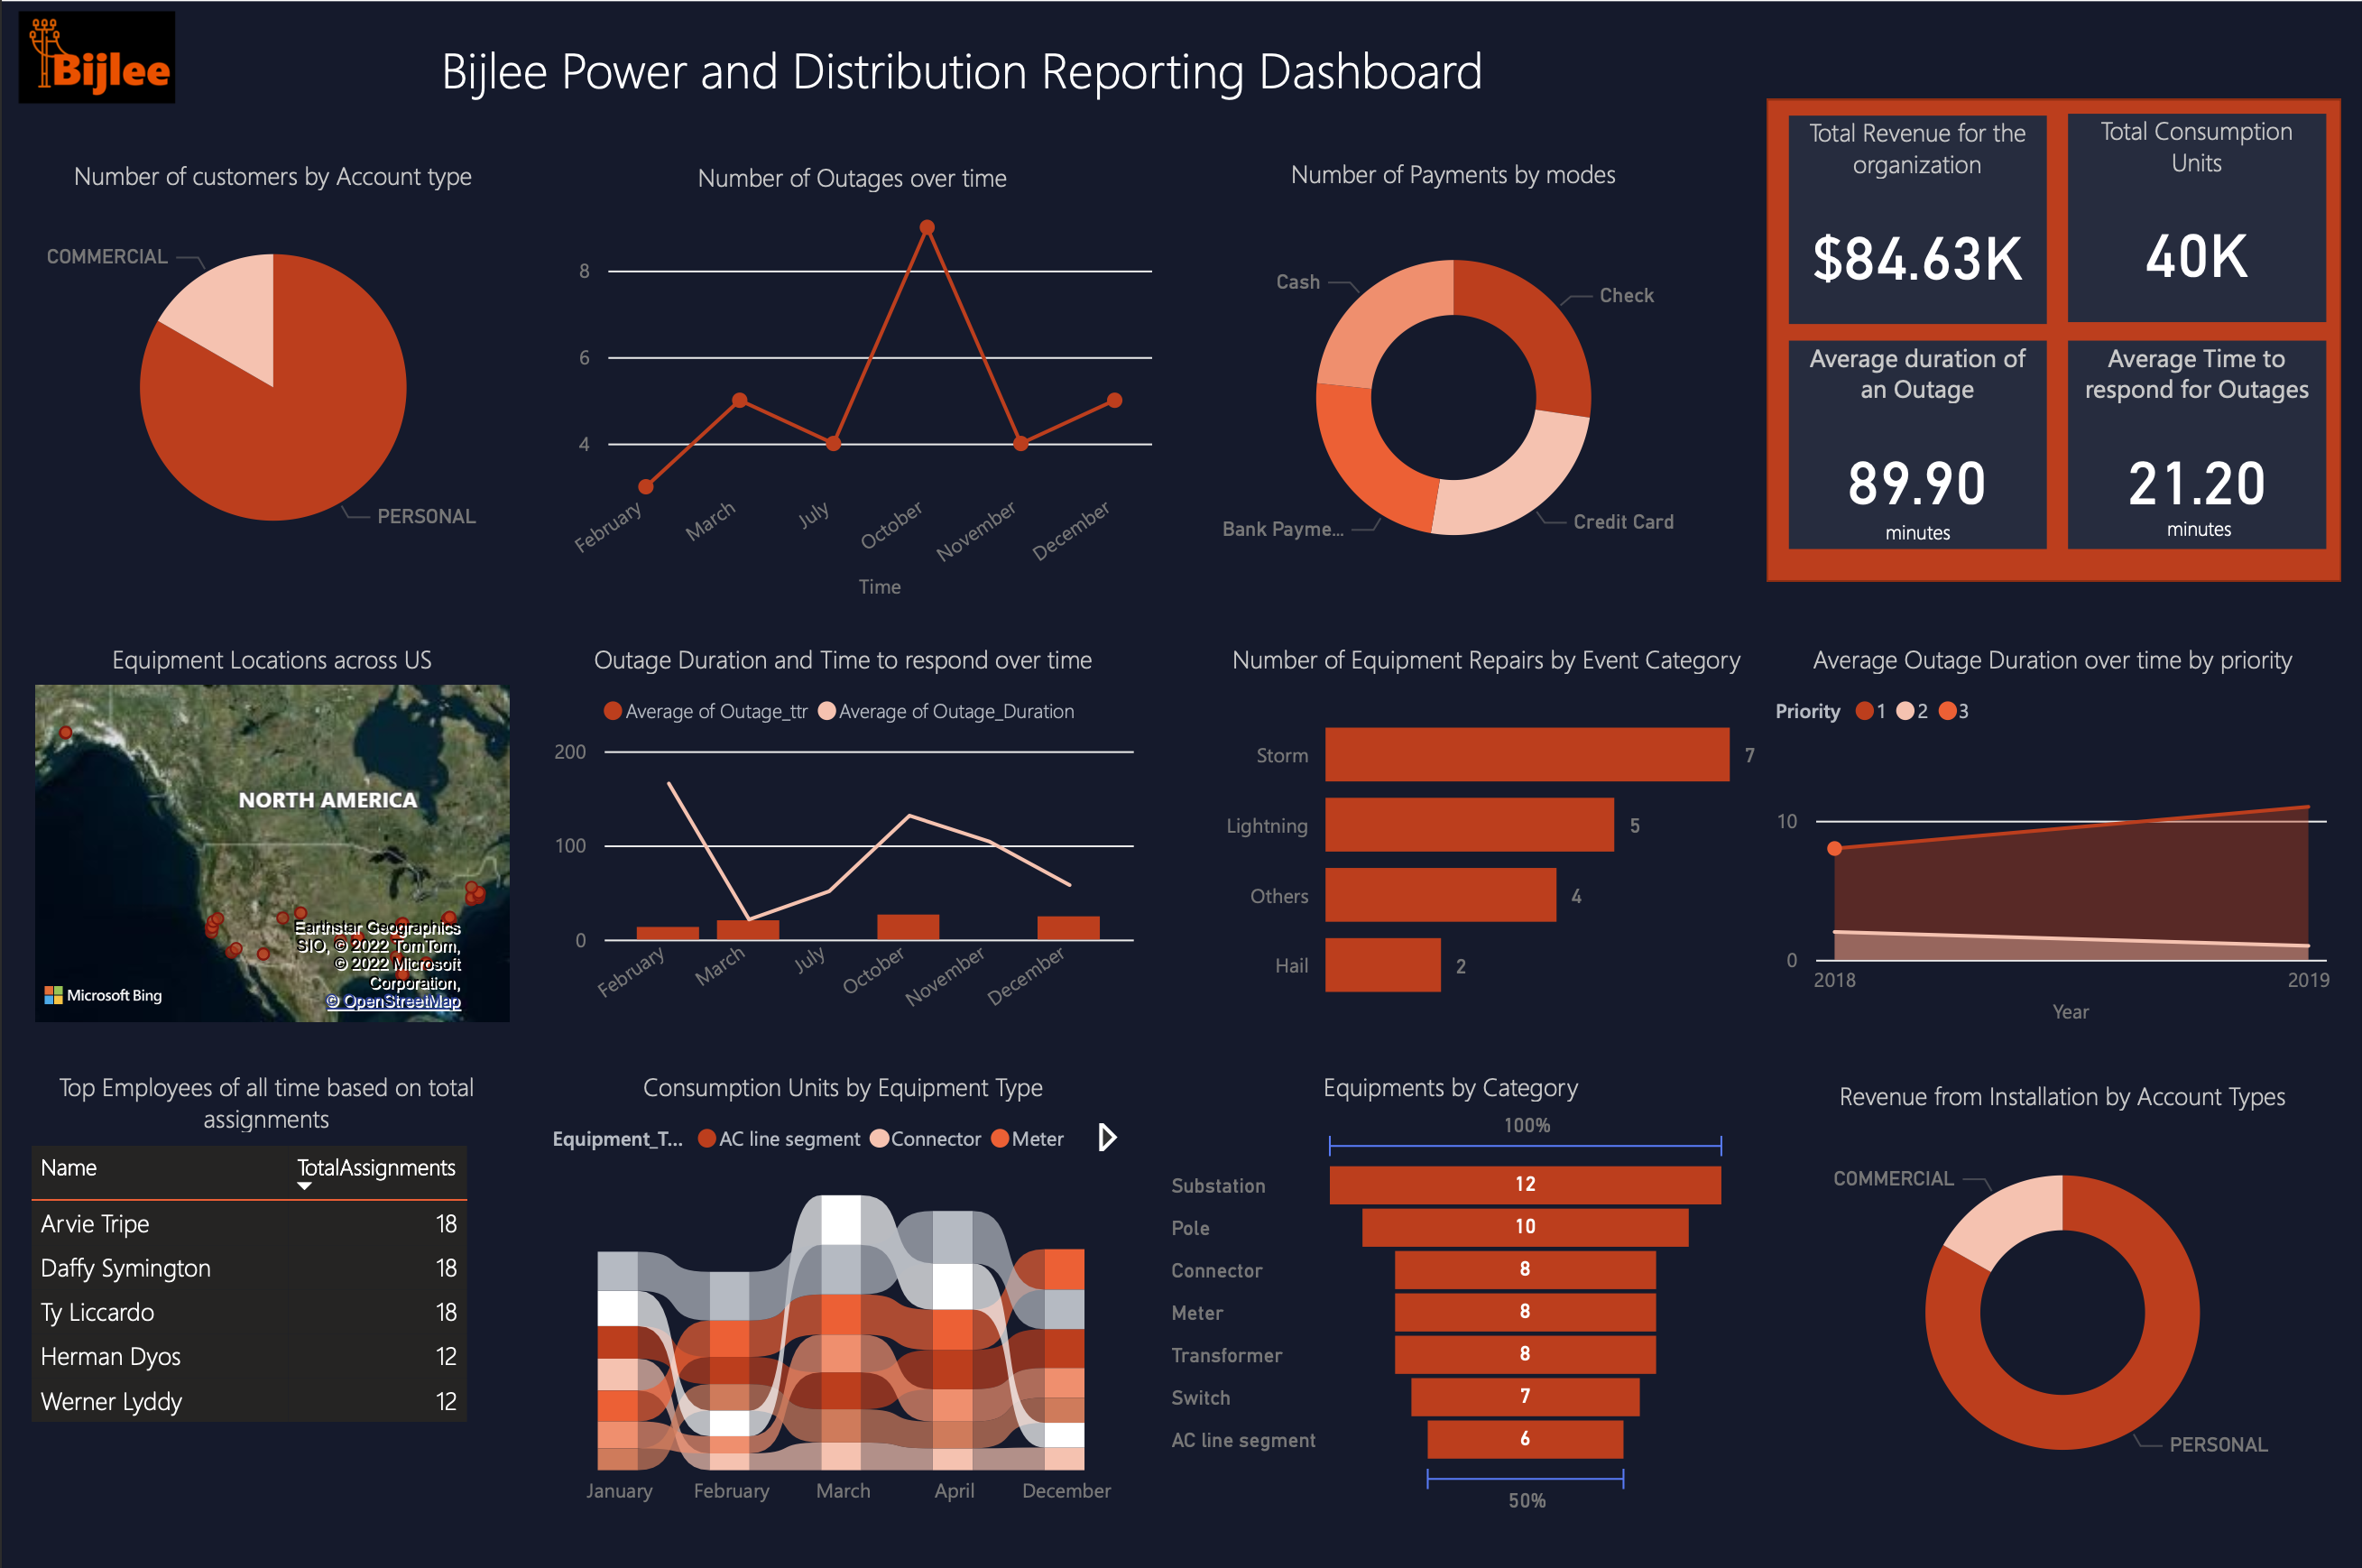 Bijlee
Bijlee Power and Distribution Reporting Dashboard
Number of customers by Account type
COMMERCIAL
PERSONAL
Number of Outages over time
8
6
4
February
March
July
October
November
December
Time
Number of Payments by modes
Cash
Check
Bank Payme...
Credit Card
Total Revenue for the
organization
$84.63K
Total Consumption
Units
40K
Average duration of
an Outage
89.90
minutes
Average Time to
respond for Outages
21.20
minutes
Equipment Locations across US
NORTH AMERICA
Earthstar Geographics
SIO, © 2022 TomTom,
© 2022 Microsoft
Corporation,
© OpenStreetMap
Microsoft Bing
Outage Duration and Time to respond over time
Average of Outage_ttr Average of Outage_Duration
200
100
0
February
March
July
October
November
December
Number of Equipment Repairs by Event Category
Storm 7
Lightning 5
Others 4
Hail 2
Average Outage Duration over time by priority
Priority 1 2 3
10
0
2018 2019
Year
Top Employees of all time based on total
assignments
Name TotalAssignments
Arvie Tripe 18
Daffy Symington 18
Ty Liccardo 18
Herman Dyos 12
Werner Lyddy 12
Consumption Units by Equipment Type
Equipment_T... AC line segment Connector Meter
January February March April December
Equipments by Category
100%
Substation 12
Pole 10
Connector 8
Meter 8
Transformer 8
Switch 7
AC line segment 6
50%
Revenue from Installation by Account Types
COMMERCIAL
PERSONAL